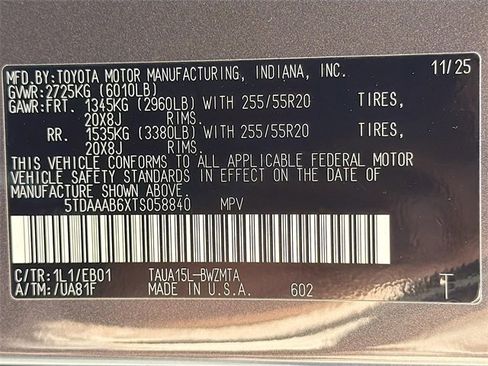 MFD.BY:TOYOTA MOTOR MANUFACTURING, INDIANA, INC. 11/25
GVWR:2725KG (6010LB)
GAWR:FRT. 1345KG (2960LB) WITH 255/55R20 TIRES,
20X8J RIMS.
RR. 1535KG (3380LB) WITH 255/55R20 TIRES,
20X8J RIMS.
THIS VEHICLE CONFORMS TO ALL APPLICABLE FEDERAL MOTOR
VEHICLE SAFETY STANDARDS IN EFFECT ON THE DATE OF
MANUFACTURE SHOWN ABOVE.
5TDAAAB6XTS058840 MPV
C/TR:1L1/EB01 TAUA15L-BWZMTA
A/TM:/UA81F MADE IN U.S.A. 602 T